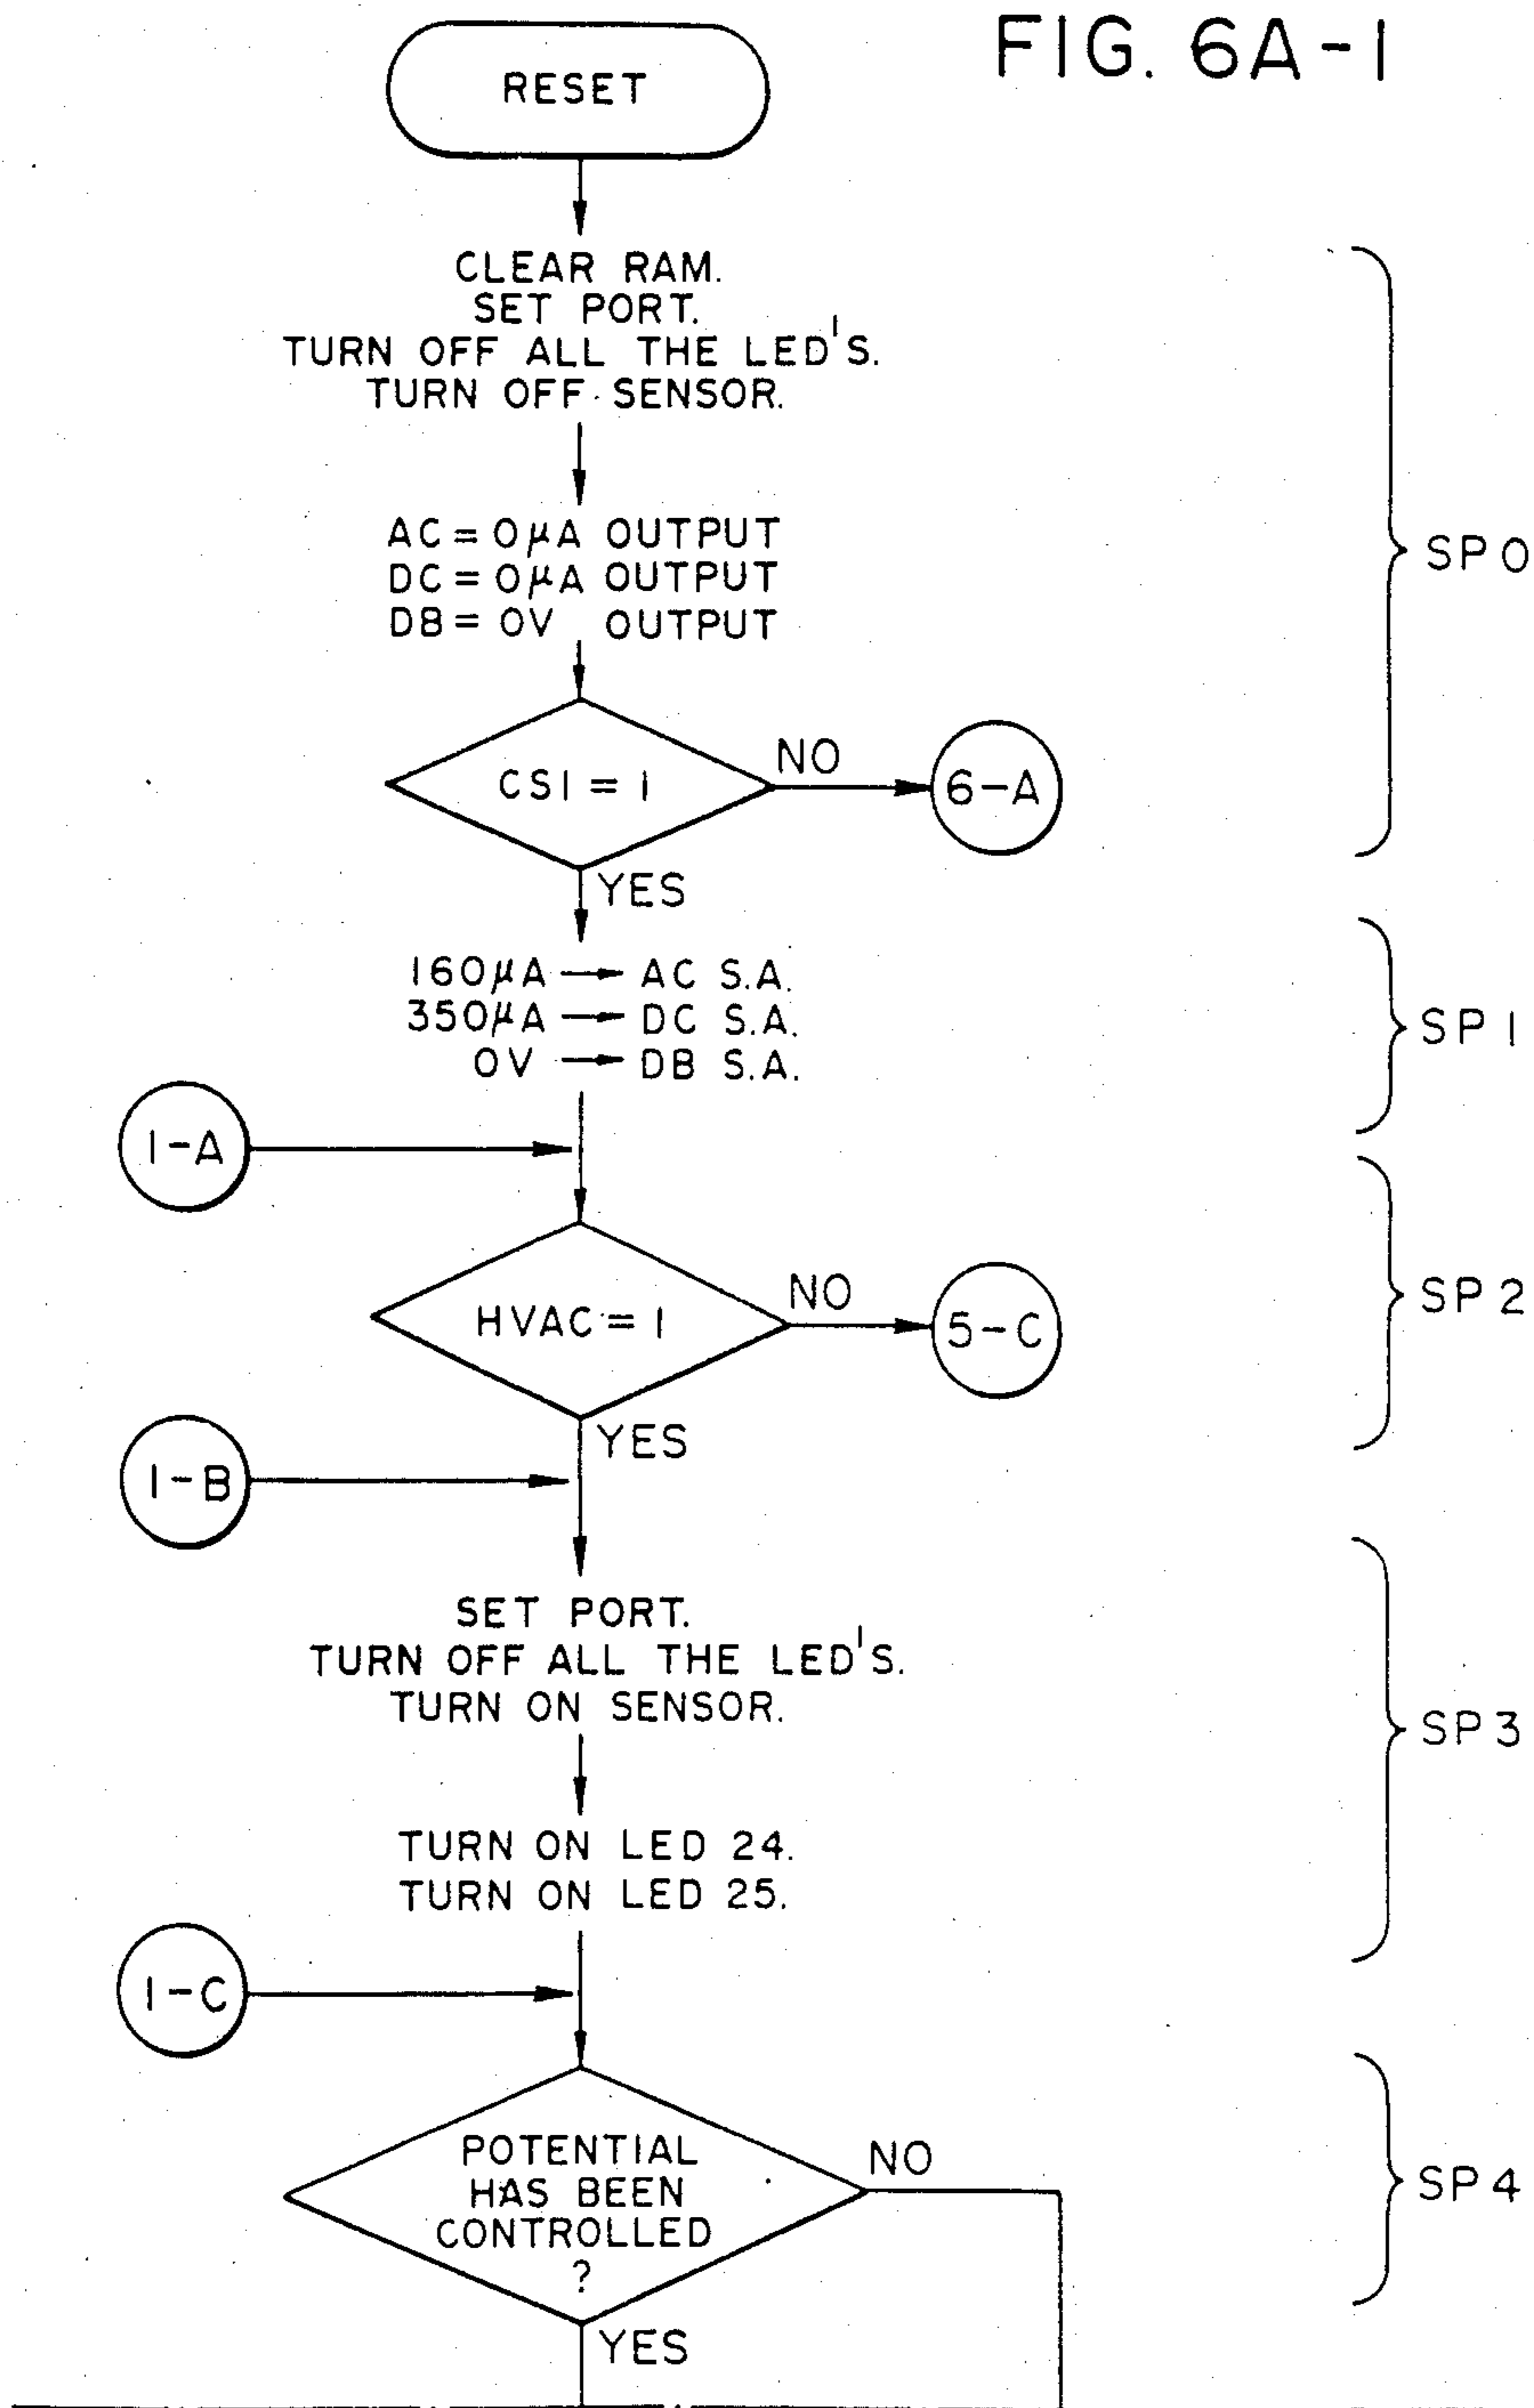 FIG. 6A-1
RESET
CLEAR RAM.
SET PORT.
TURN OFF ALL THE LED'S.
TURN OFF SENSOR.
AC = 0μA OUTPUT
DC = 0μA OUTPUT
DB = 0V OUTPUT
SP0
CS1 = 1
NO
6-A
YES
160μA → AC S.A.
350μA → DC S.A.
0V → DB S.A.
SP1
1-A
HVAC = 1
NO
5-C
SP2
YES
1-B
SET PORT.
TURN OFF ALL THE LED'S.
TURN ON SENSOR.
SP3
TURN ON LED 24.
TURN ON LED 25.
1-C
POTENTIAL
HAS BEEN
CONTROLLED
?
NO
SP4
YES